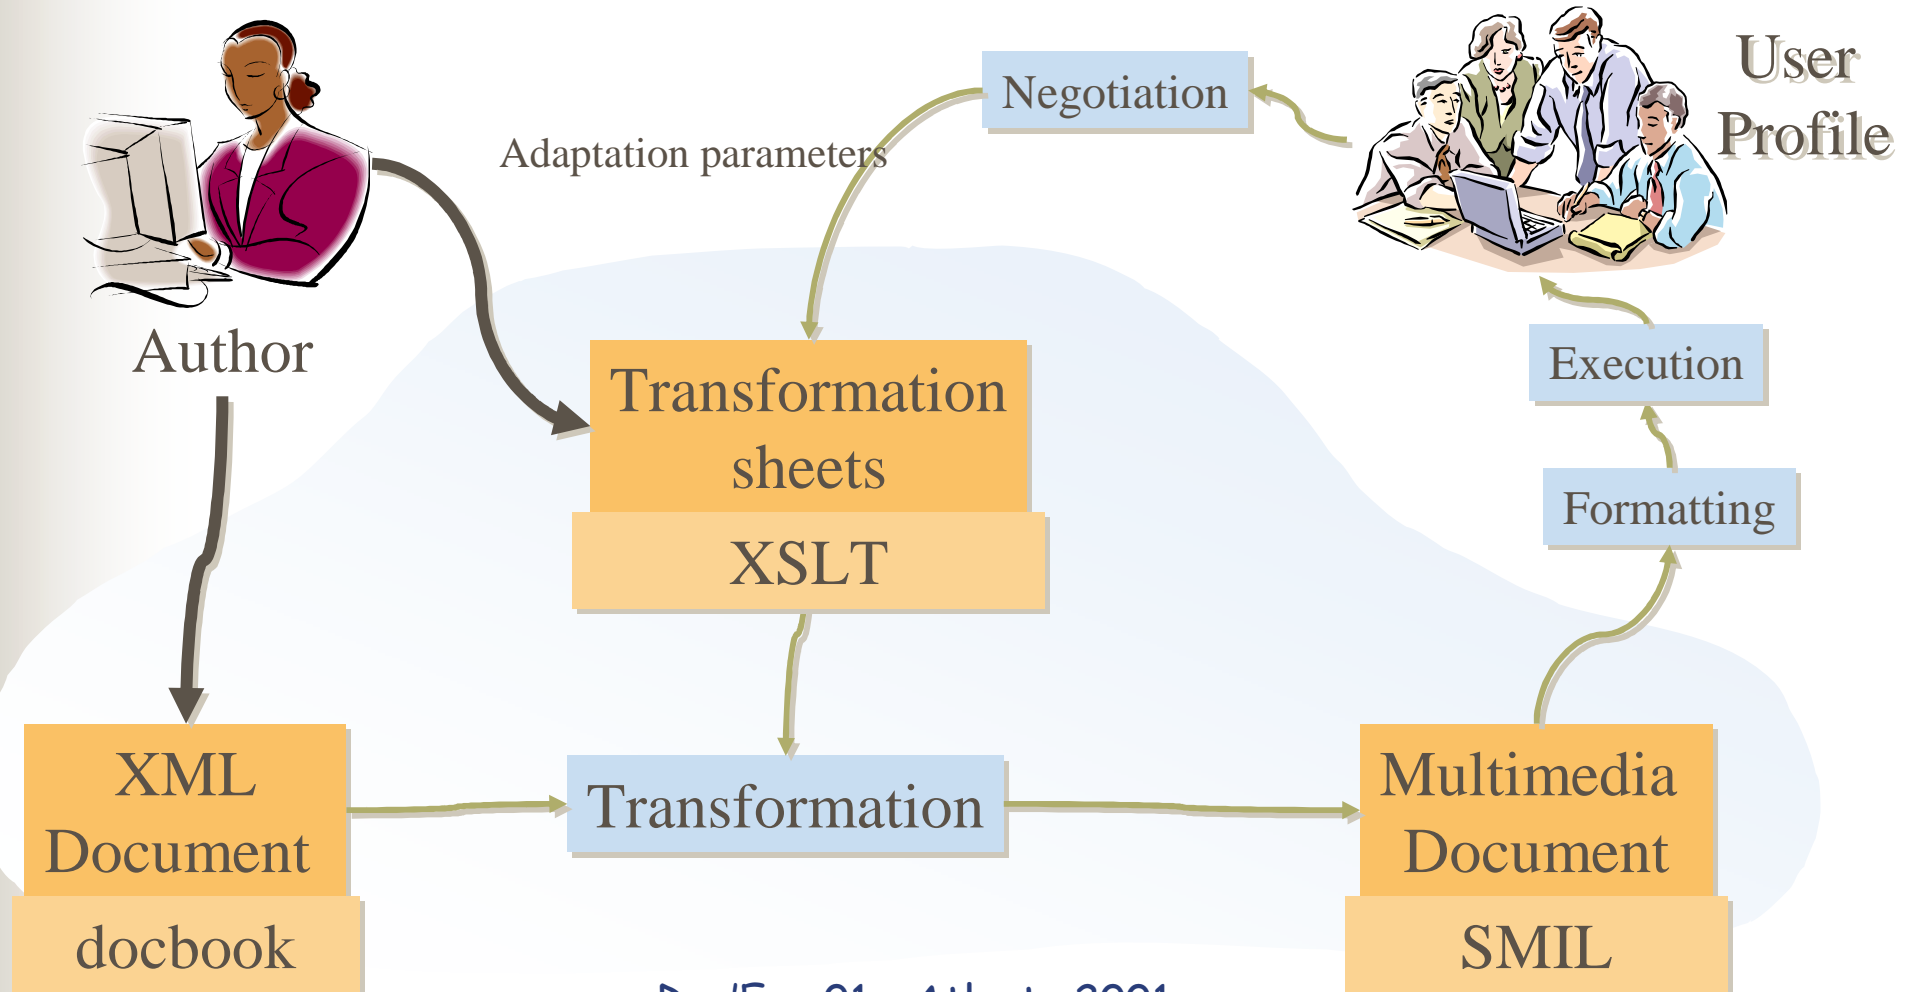 User
Profile
Negotiation
Adaptation parameters
Author
Execution
Transformation
sheets
Formatting
XSLT
XML
Document
Transformation
Multimedia
Document
docbook
SMIL